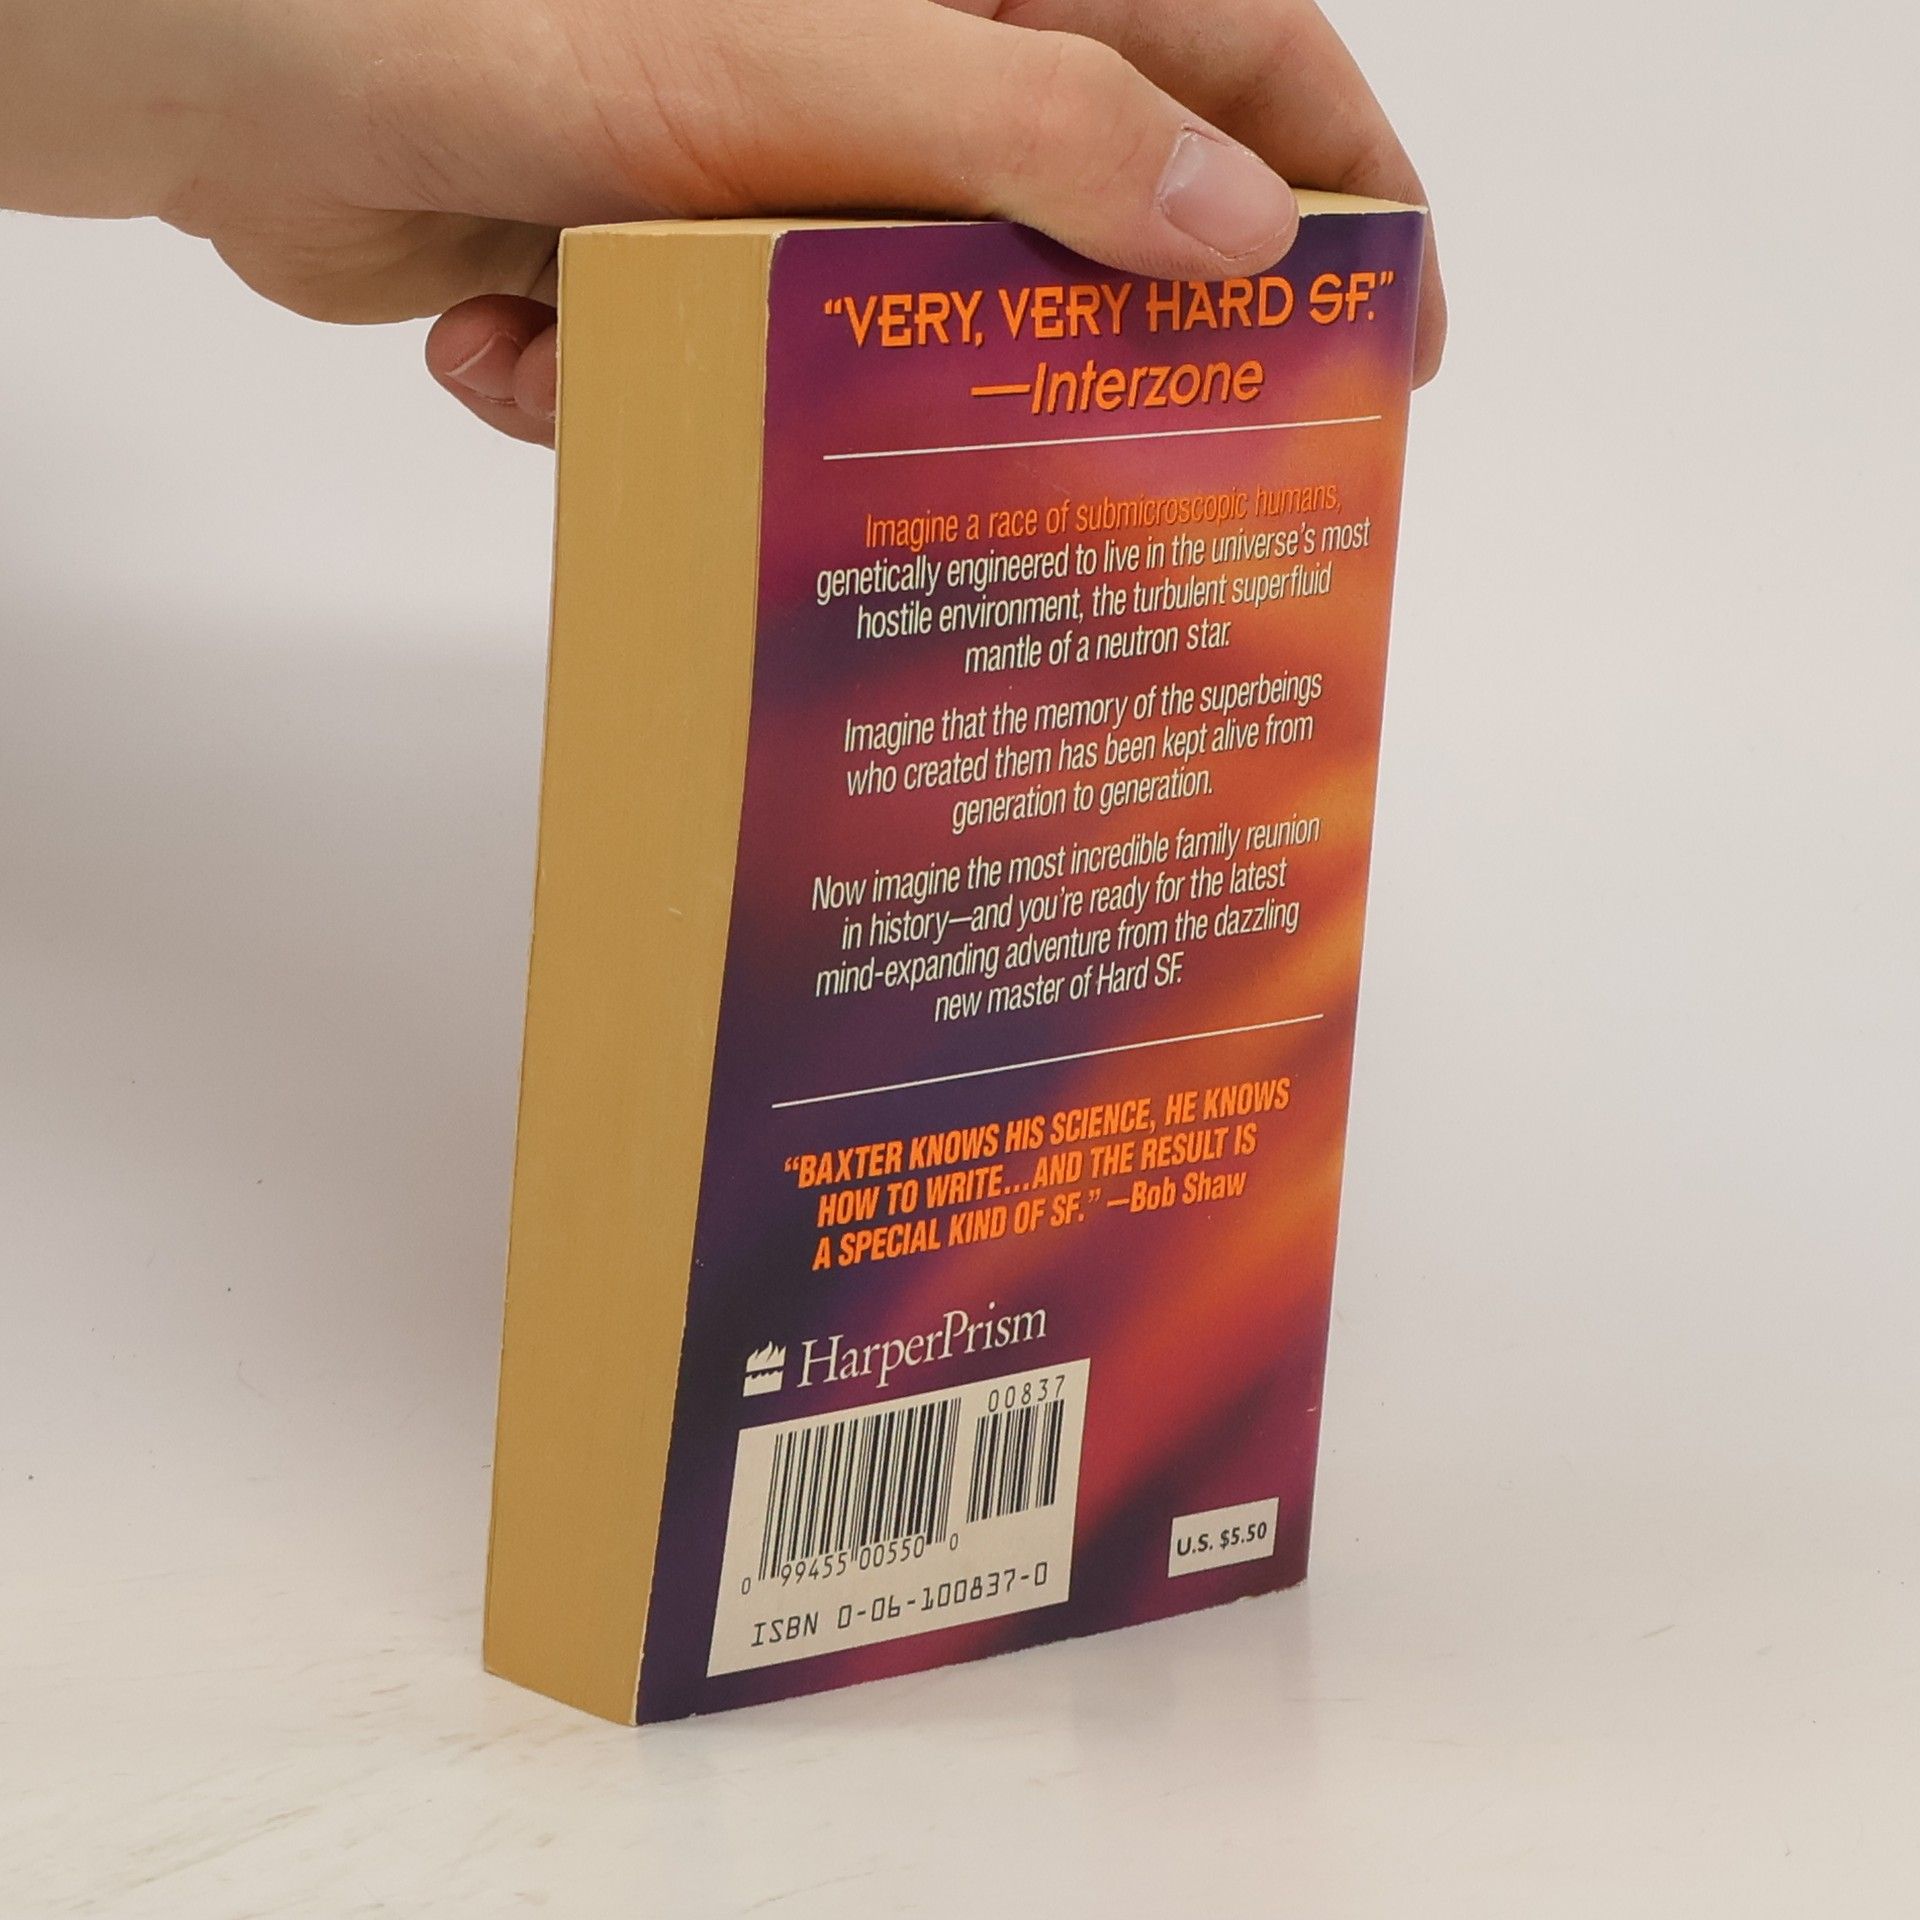 “VERY, VERY HARD SF.”
—Interzone
Imagine a race of submicroscopic humans,
genetically engineered to live in the universe’s most
hostile environment, the turbulent superfluid
mantle of a neutron star.
Imagine that the memory of the superbeings
who created them has been kept alive from
generation to generation.
Now imagine the most incredible family reunion
in history—and you’re ready for the latest
mind-expanding adventure from the dazzling
new master of Hard SF.
“BAXTER KNOWS HIS SCIENCE, HE KNOWS
HOW TO WRITE...AND THE RESULT IS
A SPECIAL KIND OF SF.” —Bob Shaw
HarperPrism
00837
0 99455 00550 0
ISBN 0-06-100837-0
U.S. $5.50